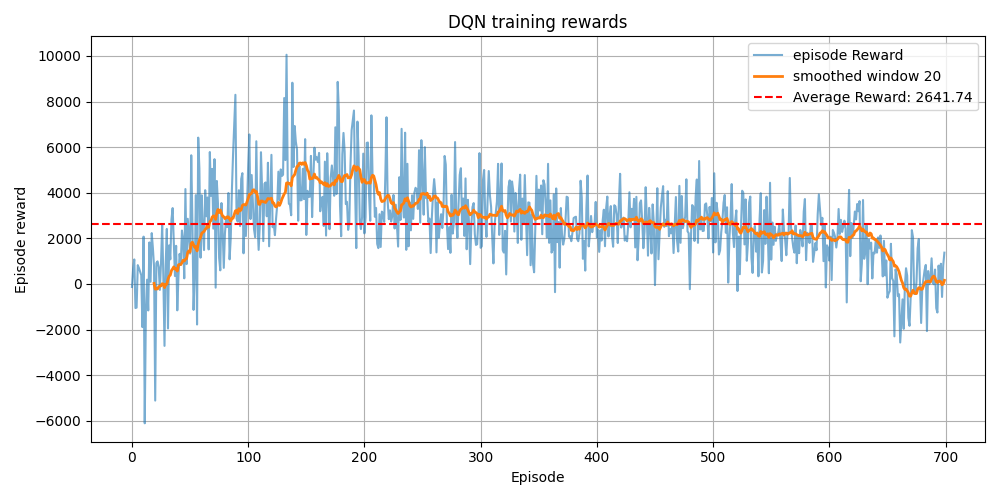 DQN training rewards
episode Reward
smoothed window 20
Average Reward: 2641.74
Episode reward
10000
8000
6000
4000
2000
0
−2000
−4000
−6000
0 100 200 300 400 500 600 700
Episode